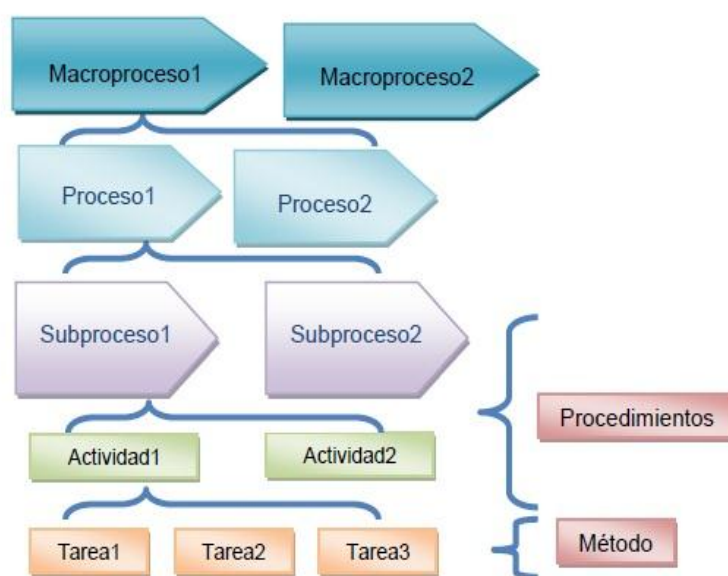 Macroproceso1
Macroproceso2
Proceso1
Proceso2
Subproceso1
Subproceso2
Procedimientos
Actividad1
Actividad2
Tarea1
Tarea2
Tarea3
Método